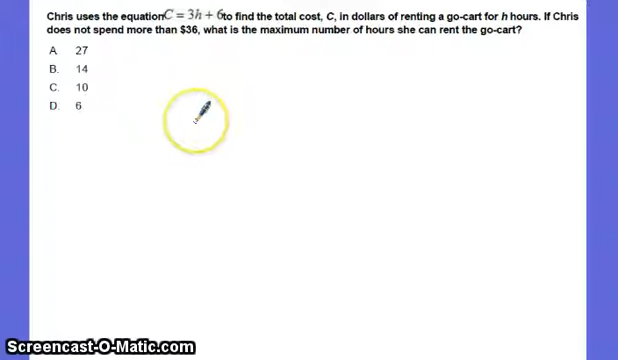 Chris uses the equation C = 3h + 6 to find the total cost, C, in dollars of renting a go-cart for h hours. If Chris
does not spend more than $36, what is the maximum number of hours she can rent the go-cart?
A. 27
B. 14
C. 10
D. 6
Screencast-O-Matic.com